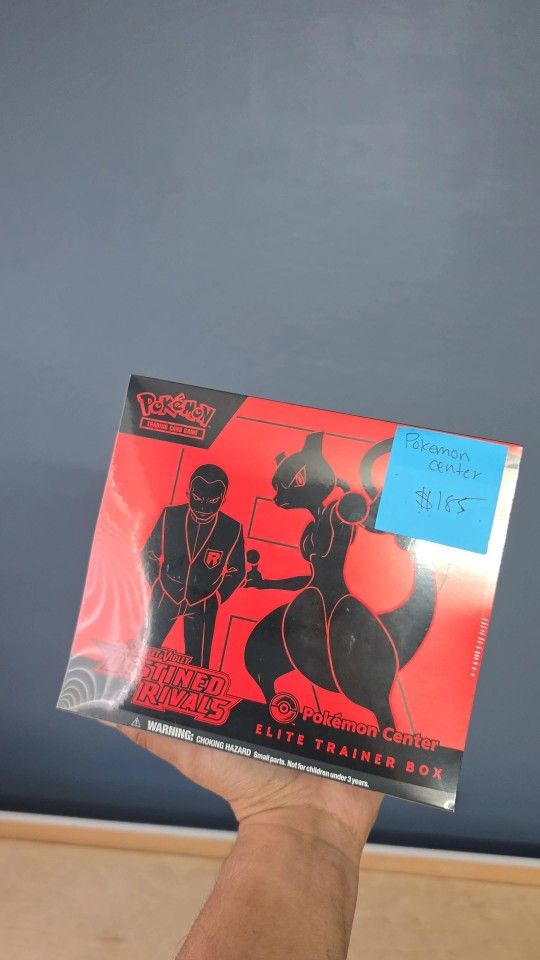 POKéMON
TRADING CARD GAME
Pokemon
center
$185
R
DESTINED
RIVALS
Pokémon Center
ELITE TRAINER BOX
WARNING: CHOKING HAZARD Small parts. Not for children under 3 years.